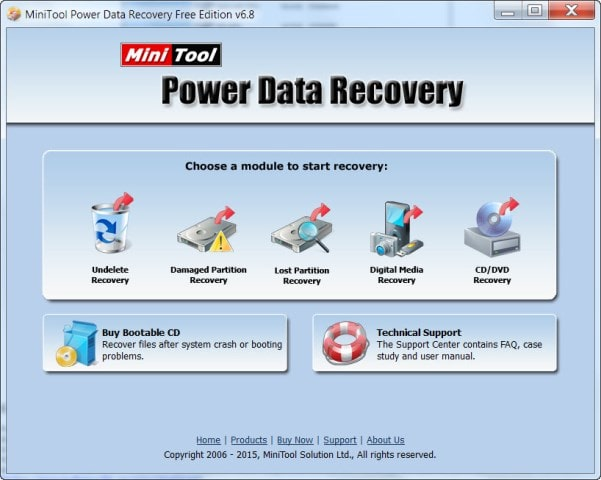 MiniTool Power Data Recovery Free Edition v6.8
Mini Tool
Power Data Recovery
Choose a module to start recovery:
Undelete
Recovery
Damaged Partition
Recovery
Lost Partition
Recovery
Digital Media
Recovery
CD/DVD
Recovery
Buy Bootable CD
Recover files after system crash or booting
problems.
Technical Support
The Support Center contains FAQ, case
study and user manual.
Home | Products | Buy Now | Support | About Us
Copyright 2006 - 2015, MiniTool Solution Ltd., All rights reserved.